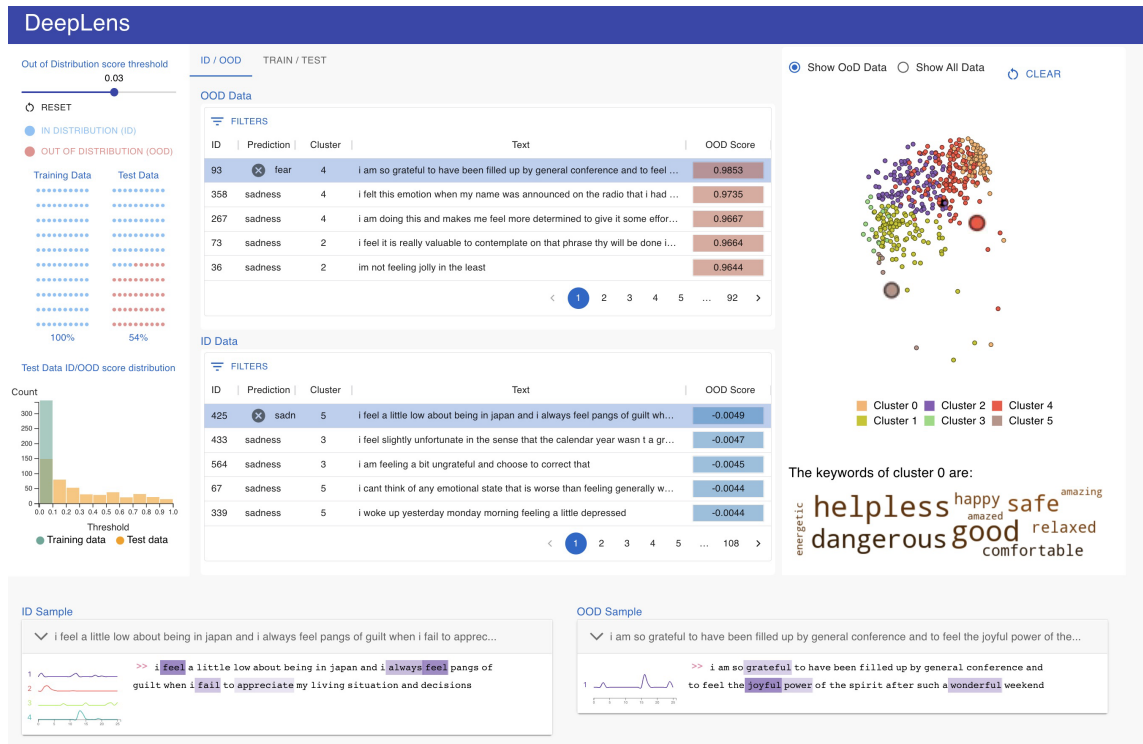 DeepLens
Out of Distribution score threshold
0.03
RESET
IN DISTRIBUTION (ID)
OUT OF DISTRIBUTION (OOD)
Training Data Test Data
100% 54%
Test Data ID/OOD score distribution
Count
300
250
200
150
100
50
0
0.0 0.1 0.2 0.3 0.4 0.5 0.6 0.7 0.8 0.9 1.0
Threshold
Training data Test data
ID / OOD TRAIN / TEST
OOD Data
FILTERS
ID Prediction Cluster Text OOD Score
93 fear 4 i am so grateful to have been filled up by general conference and to feel ... 0.9853
358 sadness 4 i felt this emotion when my name was announced on the radio that i had ... 0.9735
267 sadness 4 i am doing this and makes me feel more determined to give it some effor... 0.9667
73 sadness 2 i feel it is really valuable to contemplate on that phrase thy will be done i... 0.9664
36 sadness 2 im not feeling jolly in the least 0.9644
< 1 2 3 4 5 ... 92 >
ID Data
FILTERS
ID Prediction Cluster Text OOD Score
425 sadn 5 i feel a little low about being in japan and i always feel pangs of guilt wh... -0.0049
433 sadness 3 i feel slightly unfortunate in the sense that the calendar year wasn t a gr... -0.0047
564 sadness 3 i am feeling a bit ungrateful and choose to correct that -0.0045
67 sadness 5 i cant think of any emotional state that is worse than feeling generally w... -0.0044
339 sadness 5 i woke up yesterday monday morning feeling a little depressed -0.0044
< 1 2 3 4 5 ... 108 >
Show OoD Data Show All Data CLEAR
Cluster 0 Cluster 2 Cluster 4
Cluster 1 Cluster 3 Cluster 5
The keywords of cluster 0 are:
energetic
helpless happy safe amazing
amazed
dangerous good relaxed
comfortable
ID Sample
i feel a little low about being in japan and i always feel pangs of guilt when i fail to apprec...
1
2
3
4
0 5 10 15 20 25
>> i feel a little low about being in japan and i always feel pangs of
guilt when i fail to appreciate my living situation and decisions
OOD Sample
i am so grateful to have been filled up by general conference and to feel the joyful power of the...
1
0 5 10 15 20 25
>> i am so grateful to have been filled up by general conference and
to feel the joyful power of the spirit after such a wonderful weekend